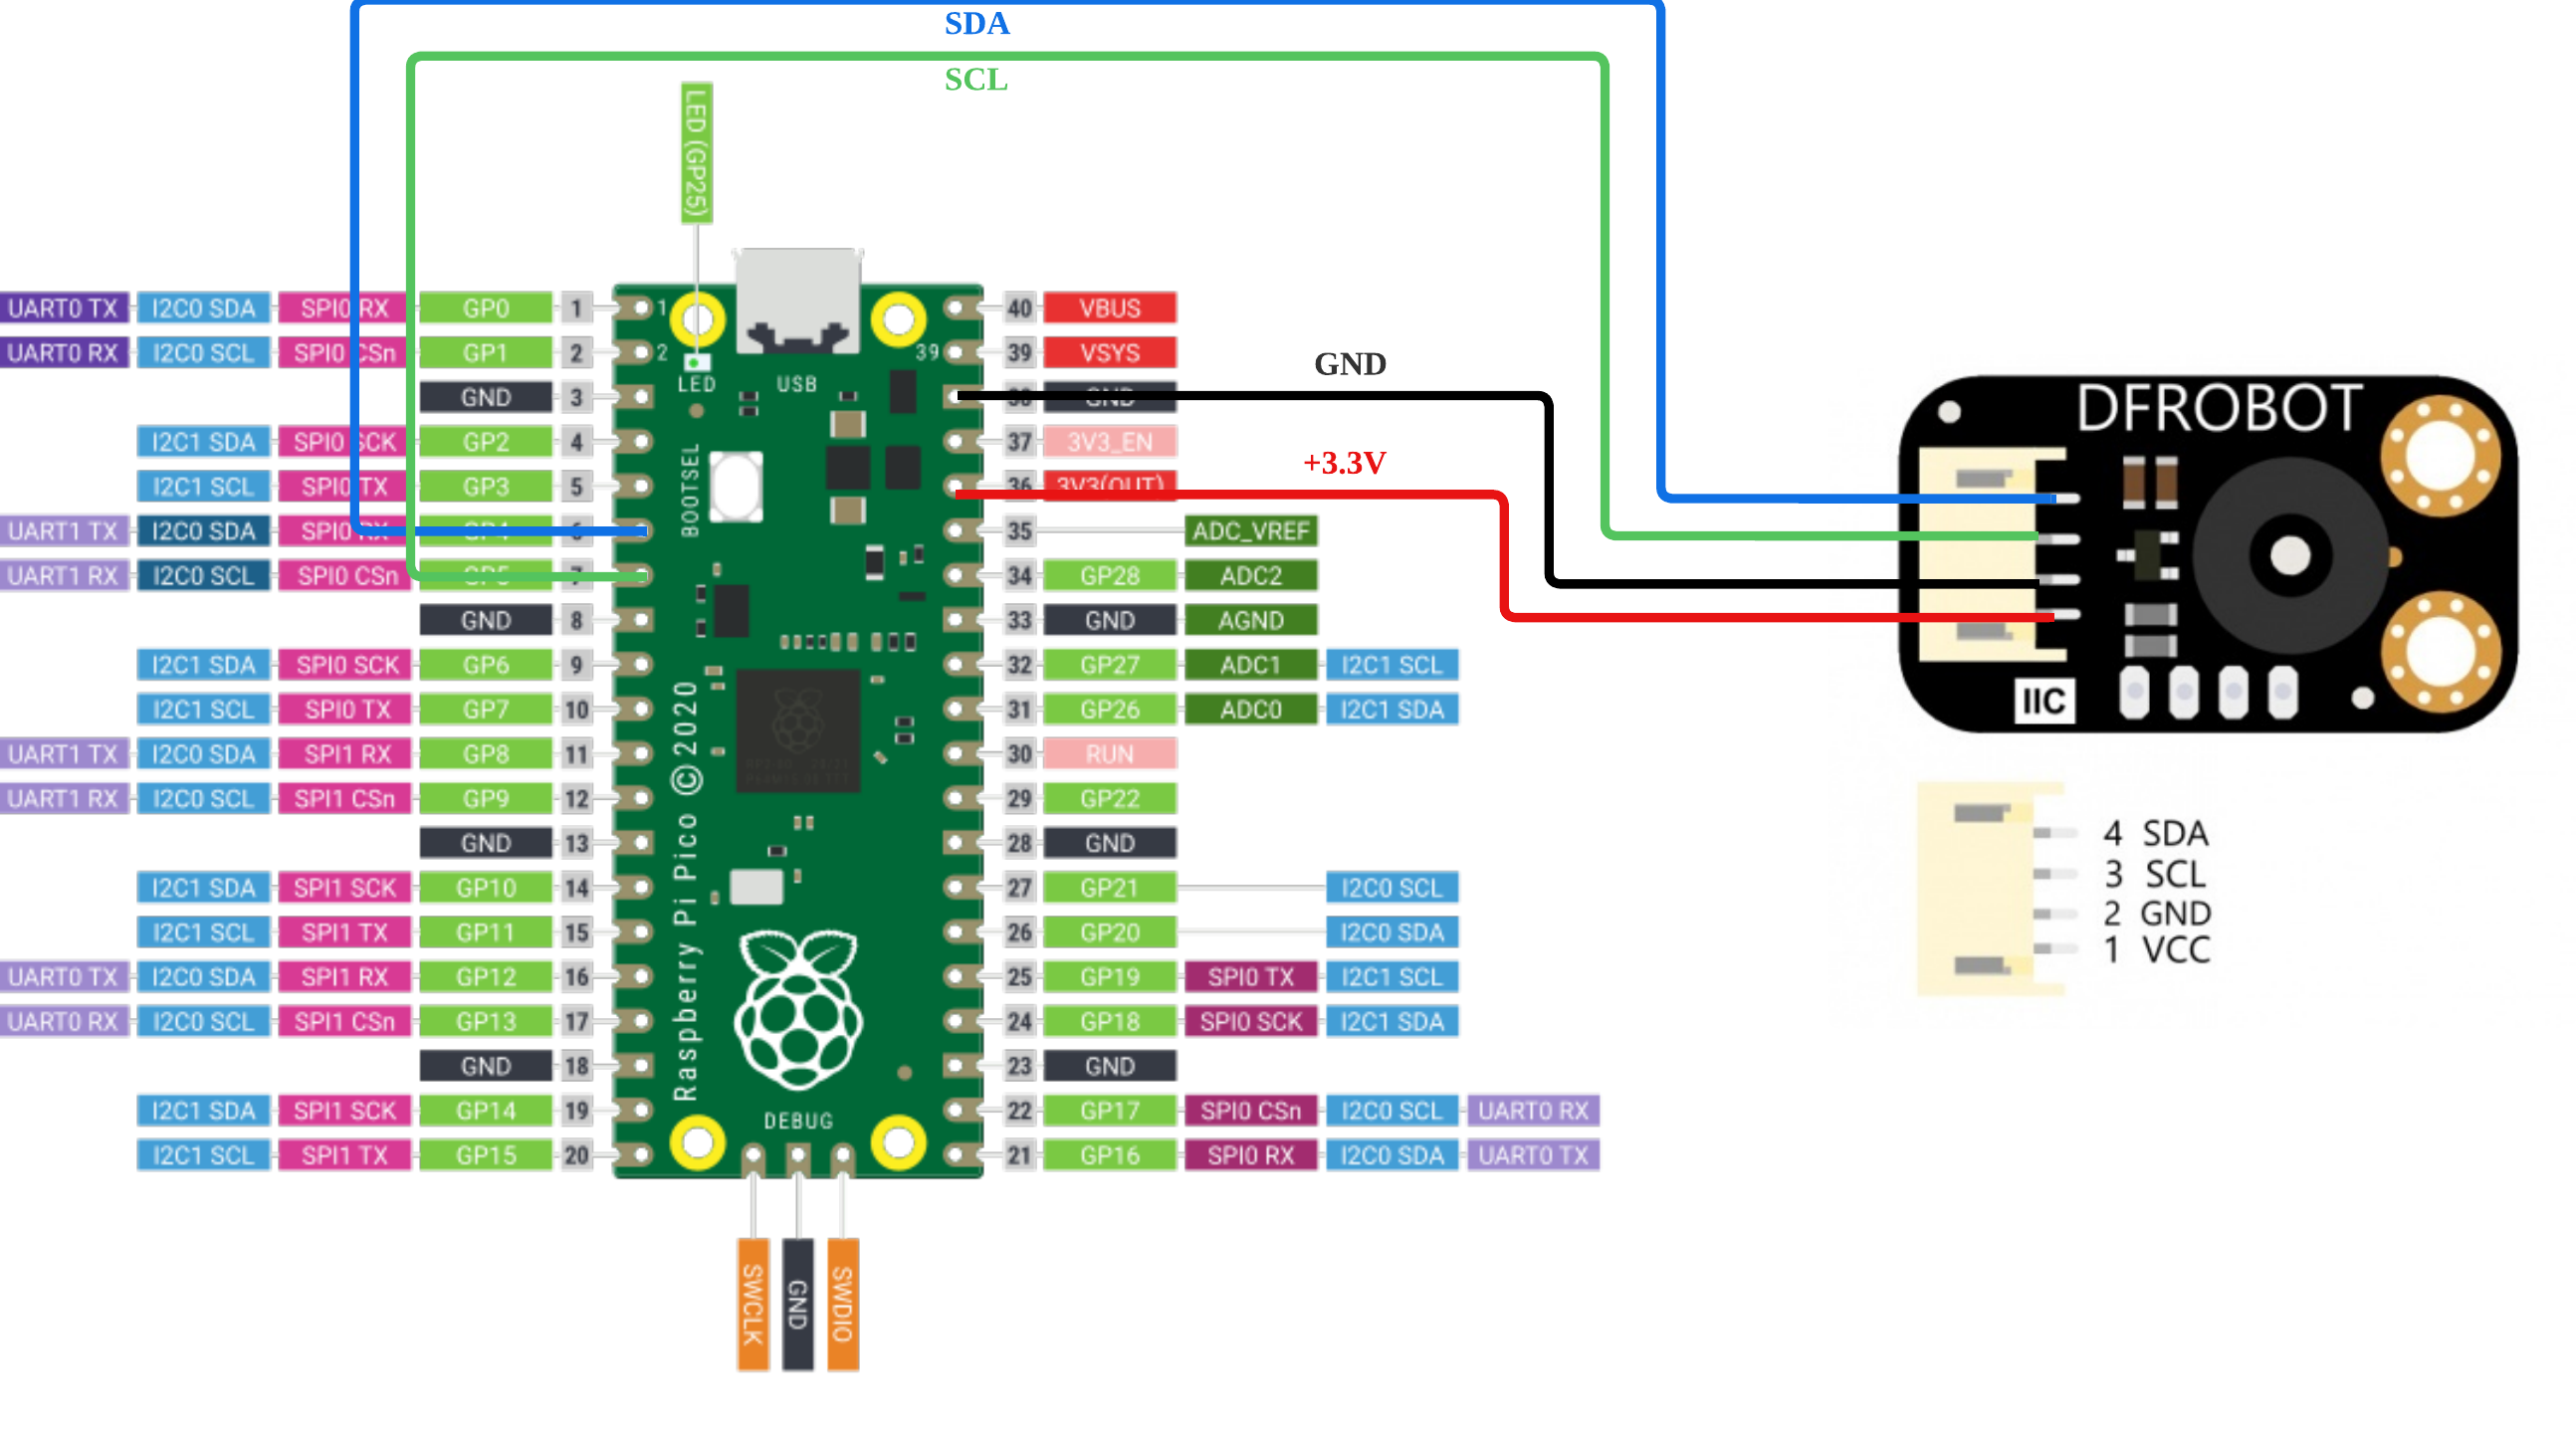 SDA
SCL
LED (GP25)
UART0 TX I2C0 SDA SPI0 RX GP0 1 1 40 VBUS
UART0 RX I2C0 SCL SPI0 CSn GP1 2 2 39 39 VSYS
LED USB
GND
GND 3 38 GND
I2C1 SDA SPI0 SCK GP2 4 37 3V3_EN
BOOTSEL
+3.3V
I2C1 SCL SPI0 TX GP3 5 36 3V3(OUT)
UART1 TX I2C0 SDA SPI0 RX GP4 6 35 ADC_VREF
UART1 RX I2C0 SCL SPI0 CSn GP5 7 34 GP28 ADC2
GND 8 33 GND AGND
I2C1 SDA SPI0 SCK GP6 9 32 GP27 ADC1 I2C1 SCL
I2C1 SCL SPI0 TX GP7 10 31 GP26 ADC0 I2C1 SDA
UART1 TX I2C0 SDA SPI1 RX GP8 11 30 RUN
UART1 RX I2C0 SCL SPI1 CSn GP9 12 29 GP22
GND 13 28 GND
I2C1 SDA SPI1 SCK GP10 14 27 GP21 I2C0 SCL
I2C1 SCL SPI1 TX GP11 15 26 GP20 I2C0 SDA
UART0 TX I2C0 SDA SPI1 RX GP12 16 25 GP19 SPI0 TX I2C1 SCL
UART0 RX I2C0 SCL SPI1 CSn GP13 17 24 GP18 SPI0 SCK I2C1 SDA
GND 18 23 GND
I2C1 SDA SPI1 SCK GP14 19 22 GP17 SPI0 CSn I2C0 SCL UART0 RX
I2C1 SCL SPI1 TX GP15 20 21 GP16 SPI0 RX I2C0 SDA UART0 TX
Raspberry Pi Pico ©2020
DEBUG
SWCLK
GND
SWDIO
DFROBOT
IIC
4 SDA
3 SCL
2 GND
1 VCC